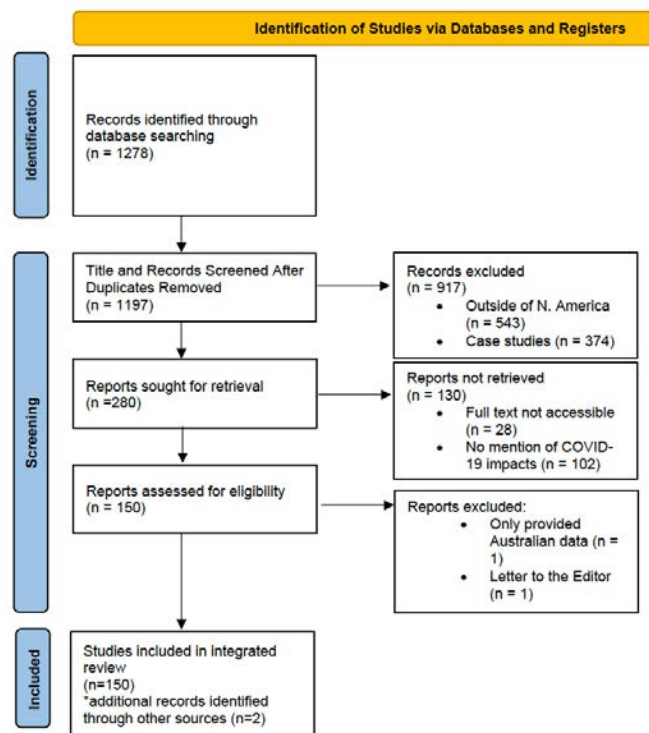 Identification of Studies via Databases and Registers
Identification
Records identified through
database searching
(n = 1278)
Screening
Title and Records Screened After
Duplicates Removed
(n = 1197)
Records excluded
(n = 917)
• Outside of N. America
(n = 543)
• Case studies (n = 374)
Reports sought for retrieval
(n =280)
Reports not retrieved
(n = 130)
• Full text not accessible
(n = 28)
• No mention of COVID-
19 impacts (n = 102)
Reports assessed for eligibility
(n = 150)
Reports excluded:
• Only provided
Australian data (n =
1)
• Letter to the Editor
(n = 1)
Included
Studies included in integrated
review
(n=150)
*additional records identified
through other sources (n=2)